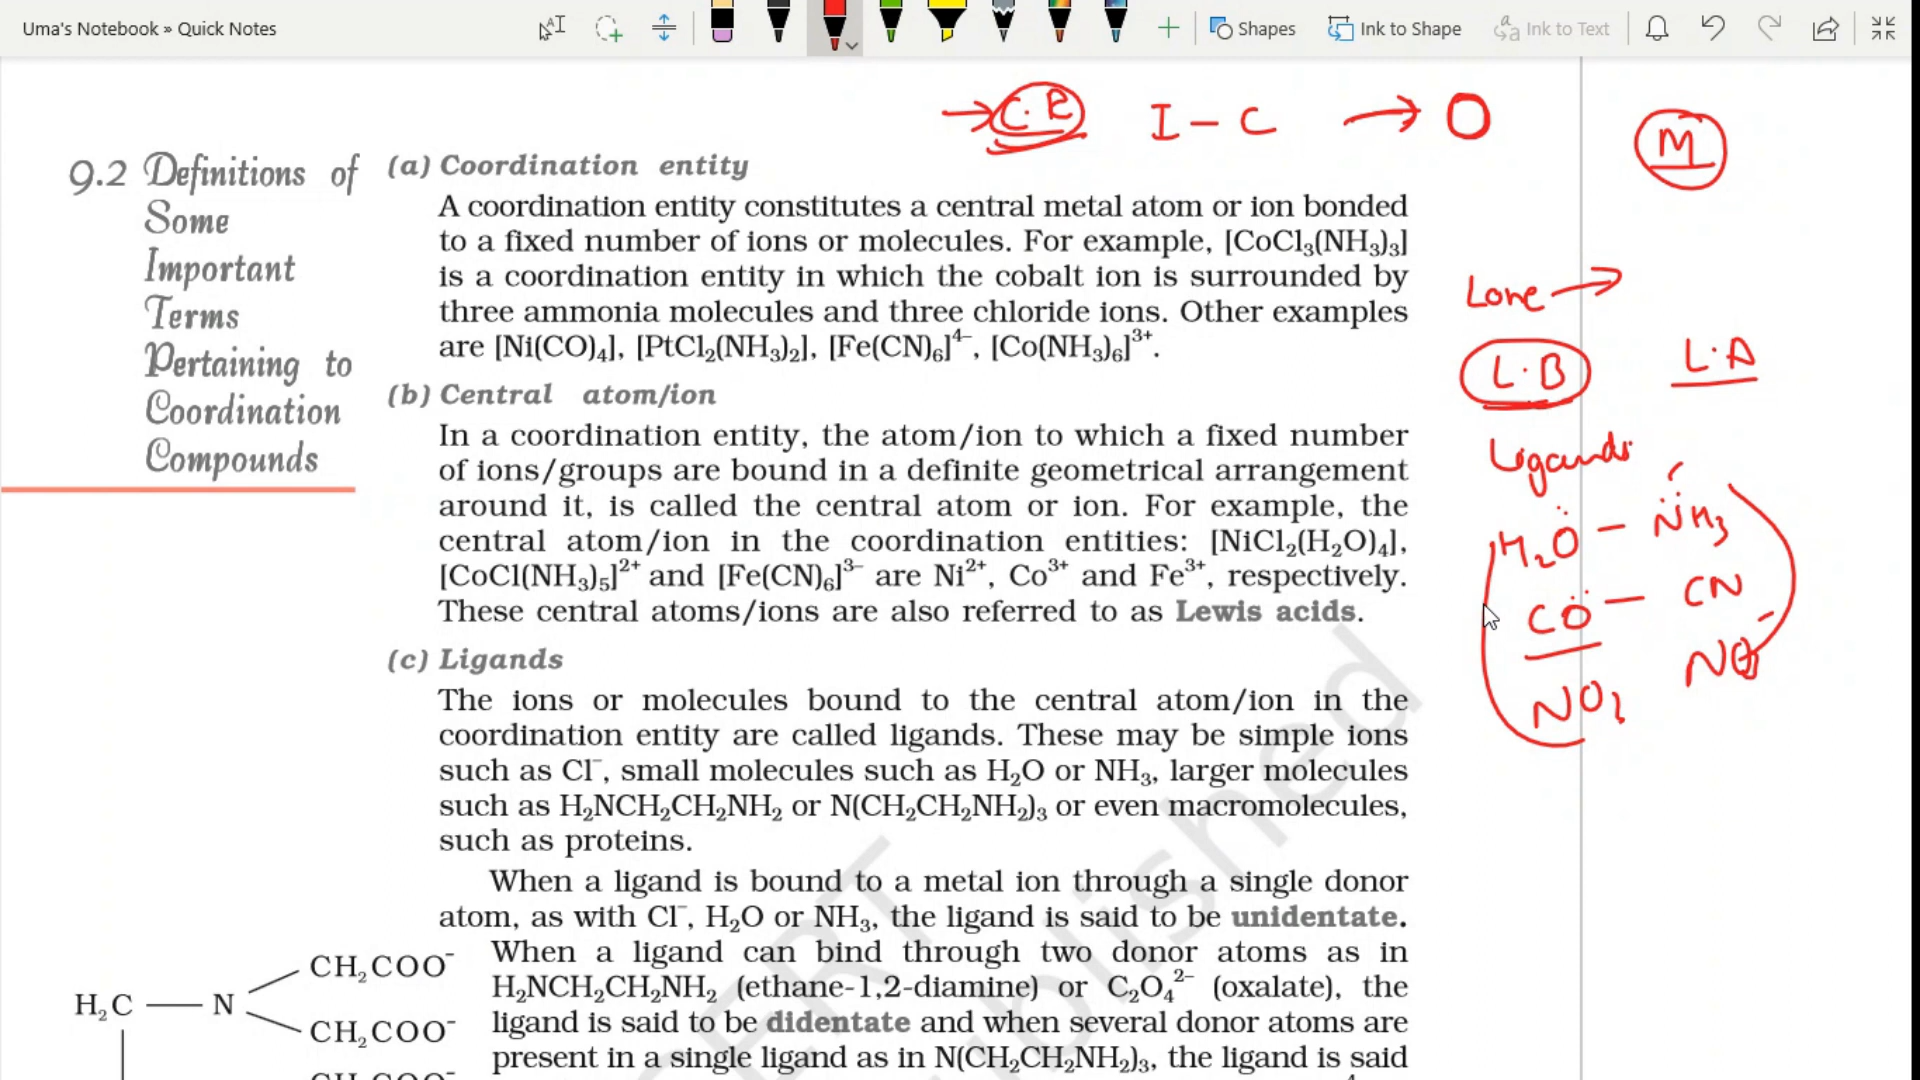 Uma's Notebook » Quick Notes
Shapes
Ink to Shape
Ink to Text
→ C.E I – C → O
M
9.2 Definitions of
Some
Important
Terms
Pertaining to
Coordination
Compounds
(a) Coordination entity
A coordination entity constitutes a central metal atom or ion bonded
to a fixed number of ions or molecules. For example, [CoCl₃(NH₃)₃]
is a coordination entity in which the cobalt ion is surrounded by
three ammonia molecules and three chloride ions. Other examples
are [Ni(CO)₄], [PtCl₂(NH₃)₂], [Fe(CN)₆]⁴⁻, [Co(NH₃)₆]³⁺.
(b) Central atom/ion
In a coordination entity, the atom/ion to which a fixed number
of ions/groups are bound in a definite geometrical arrangement
around it, is called the central atom or ion. For example, the
central atom/ion in the coordination entities: [NiCl₂(H₂O)₄],
[CoCl(NH₃)₅]²⁺ and [Fe(CN)₆]³⁻ are Ni²⁺, Co³⁺ and Fe³⁺, respectively.
These central atoms/ions are also referred to as Lewis acids.
(c) Ligands
The ions or molecules bound to the central atom/ion in the
coordination entity are called ligands. These may be simple ions
such as Cl⁻, small molecules such as H₂O or NH₃, larger molecules
such as H₂NCH₂CH₂NH₂ or N(CH₂CH₂NH₂)₃ or even macromolecules,
such as proteins.
When a ligand is bound to a metal ion through a single donor
atom, as with Cl⁻, H₂O or NH₃, the ligand is said to be unidentate.
When a ligand can bind through two donor atoms as in
H₂NCH₂CH₂NH₂ (ethane-1,2-diamine) or C₂O₄²⁻ (oxalate), the
ligand is said to be didentate and when several donor atoms are
present in a single ligand as in N(CH₂CH₂NH₂)₃, the ligand is said
Lone →
L.B L.A
Ligands
H₂O – NH₃
CO – CN
NO₂
CH₂COO⁻
H₂C — N
CH₂COO⁻